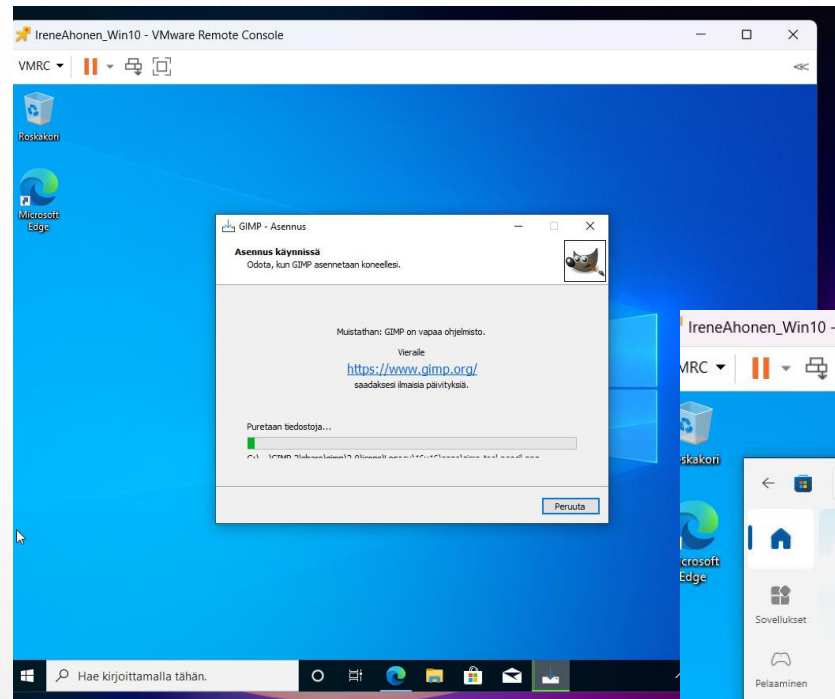 IreneAhonen_Win10 - VMware Remote Console
VMRC
Roskakori
Microsoft
Edge
GIMP - Asennus
Asennus käynnissä
Odota, kun GIMP asennetaan koneellesi.
Muistathan: GIMP on vapaa ohjelmisto.
Vieraile
https://www.gimp.org/
saadaksesi ilmaisia päivityksiä.
Puretaan tiedostoja...
Peruuta
Hae kirjoittamalla tähän.
IreneAhonen_Win10 -
MRC
skakori
crosoft
Edge
Sovellukset
Pelaaminen